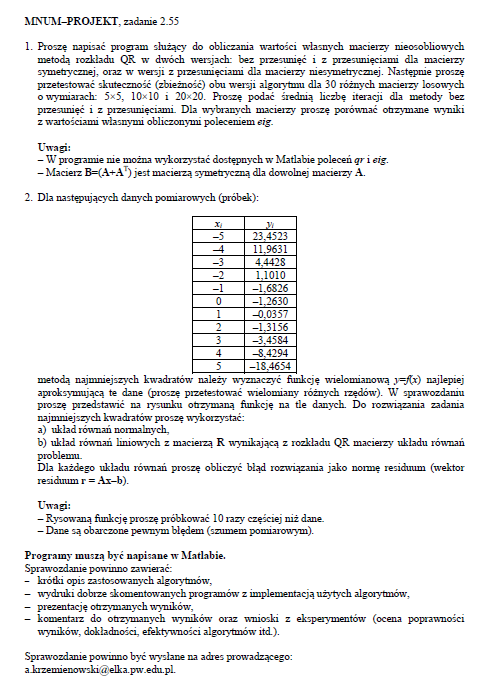 MNUM–PROJEKT, zadanie 2.55
1. Proszę napisać program służący do obliczania wartości własnych macierzy nieosobliwych
metodą rozkładu QR w dwóch wersjach: bez przesunięć i z przesunięciami dla macierzy
symetrycznej, oraz w wersji z przesunięciami dla macierzy niesymetrycznej. Następnie proszę
przetestować skuteczność (zbieżność) obu wersji algorytmu dla 30 różnych macierzy losowych
o wymiarach: 5×5, 10×10 i 20×20. Proszę podać średnią liczbę iteracji dla metody bez
przesunięć i z przesunięciami. Dla wybranych macierzy proszę porównać otrzymane wyniki
z wartościami własnymi obliczonymi poleceniem eig.
Uwagi:
– W programie nie można wykorzystać dostępnych w Matlabie poleceń qr i eig.
– Macierz B=(A+Aᵀ) jest macierzą symetryczną dla dowolnej macierzy A.
2. Dla następujących danych pomiarowych (próbek):
xᵢ yᵢ
–5 23,4523
–4 11,9631
–3 4,4428
–2 1,1010
–1 –1,6826
0 –1,2630
1 –0,0357
2 –1,3156
3 –3,4584
4 –8,4294
5 –18,4654
metodą najmniejszych kwadratów należy wyznaczyć funkcję wielomianową y=f(x) najlepiej
aproksymującą te dane (proszę przetestować wielomiany różnych rzędów). W sprawozdaniu
proszę przedstawić na rysunku otrzymaną funkcję na tle danych. Do rozwiązania zadania
najmniejszych kwadratów proszę wykorzystać:
a) układ równań normalnych,
b) układ równań liniowych z macierzą R wynikającą z rozkładu QR macierzy układu równań
problemu.
Dla każdego układu równań proszę obliczyć błąd rozwiązania jako normę residuum (wektor
residuum r = Ax–b).
Uwagi:
– Rysowaną funkcję proszę próbkować 10 razy częściej niż dane.
– Dane są obarczone pewnym błędem (szumem pomiarowym).
Programy muszą być napisane w Matlabie.
Sprawozdanie powinno zawierać:
– krótki opis zastosowanych algorytmów,
– wydruki dobrze skomentowanych programów z implementacją użytych algorytmów,
– prezentację otrzymanych wyników,
– komentarz do otrzymanych wyników oraz wnioski z eksperymentów (ocena poprawności
wyników, dokładności, efektywności algorytmów itd.).
Sprawozdanie powinno być wysłane na adres prowadzącego:
a.krzemienowski@elka.pw.edu.pl.